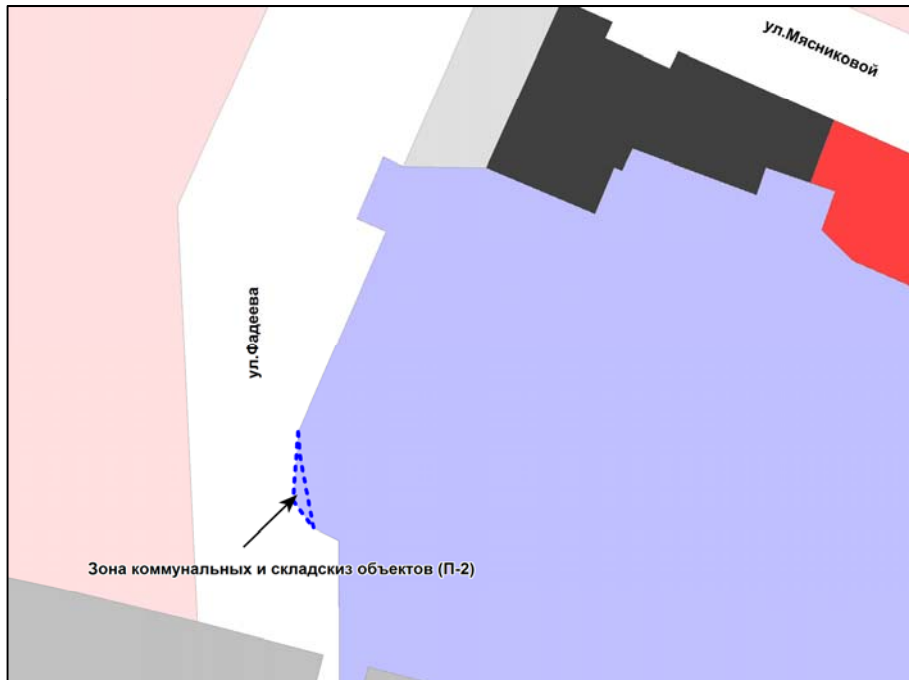 ул.Мясниковой
ул.Фадеева
Зона коммунальных и складскиз объектов (П-2)